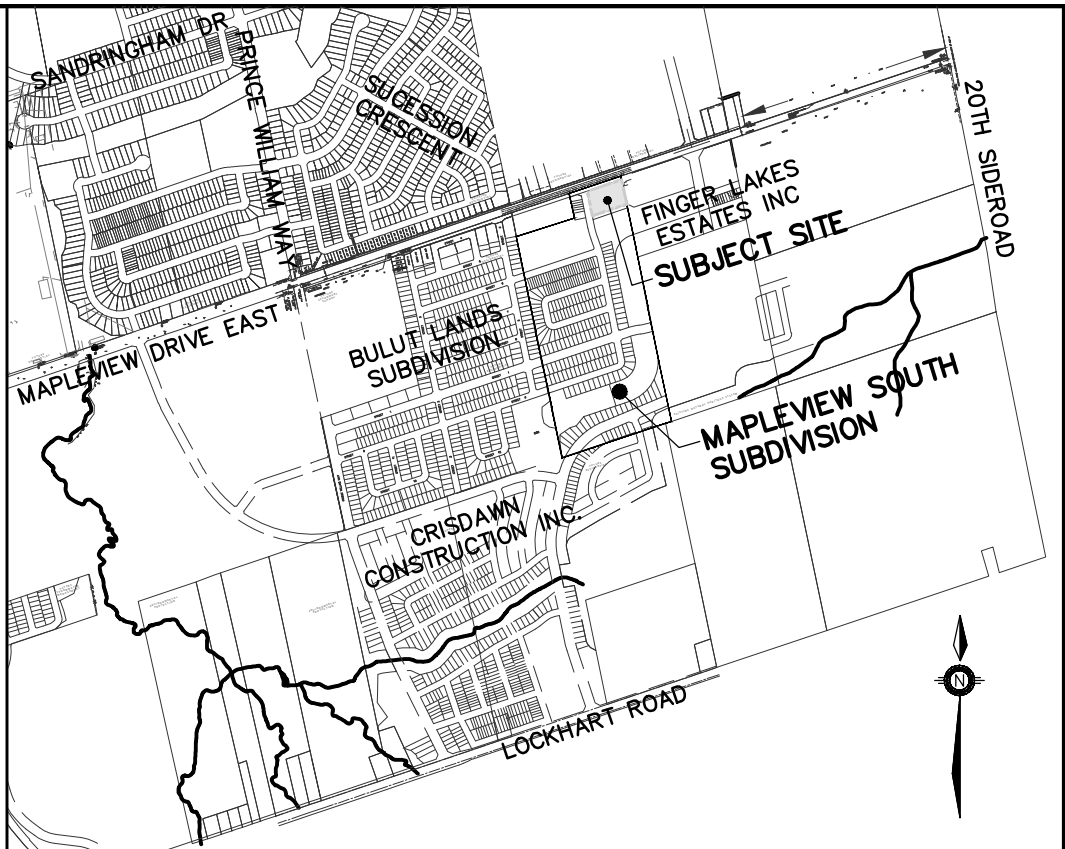 SANDRINGHAM DR
PRINCE WILLIAM WAY
SUCESSION
CRESCENT
20TH SIDEROAD
FINGER LAKES
ESTATES INC
SUBJECT SITE
MAPLEVIEW DRIVE EAST
BULUT LANDS
SUBDIVISION
MAPLEVIEW SOUTH
SUBDIVISION
CRISDAWN
CONSTRUCTION INC.
LOCKHART ROAD
N